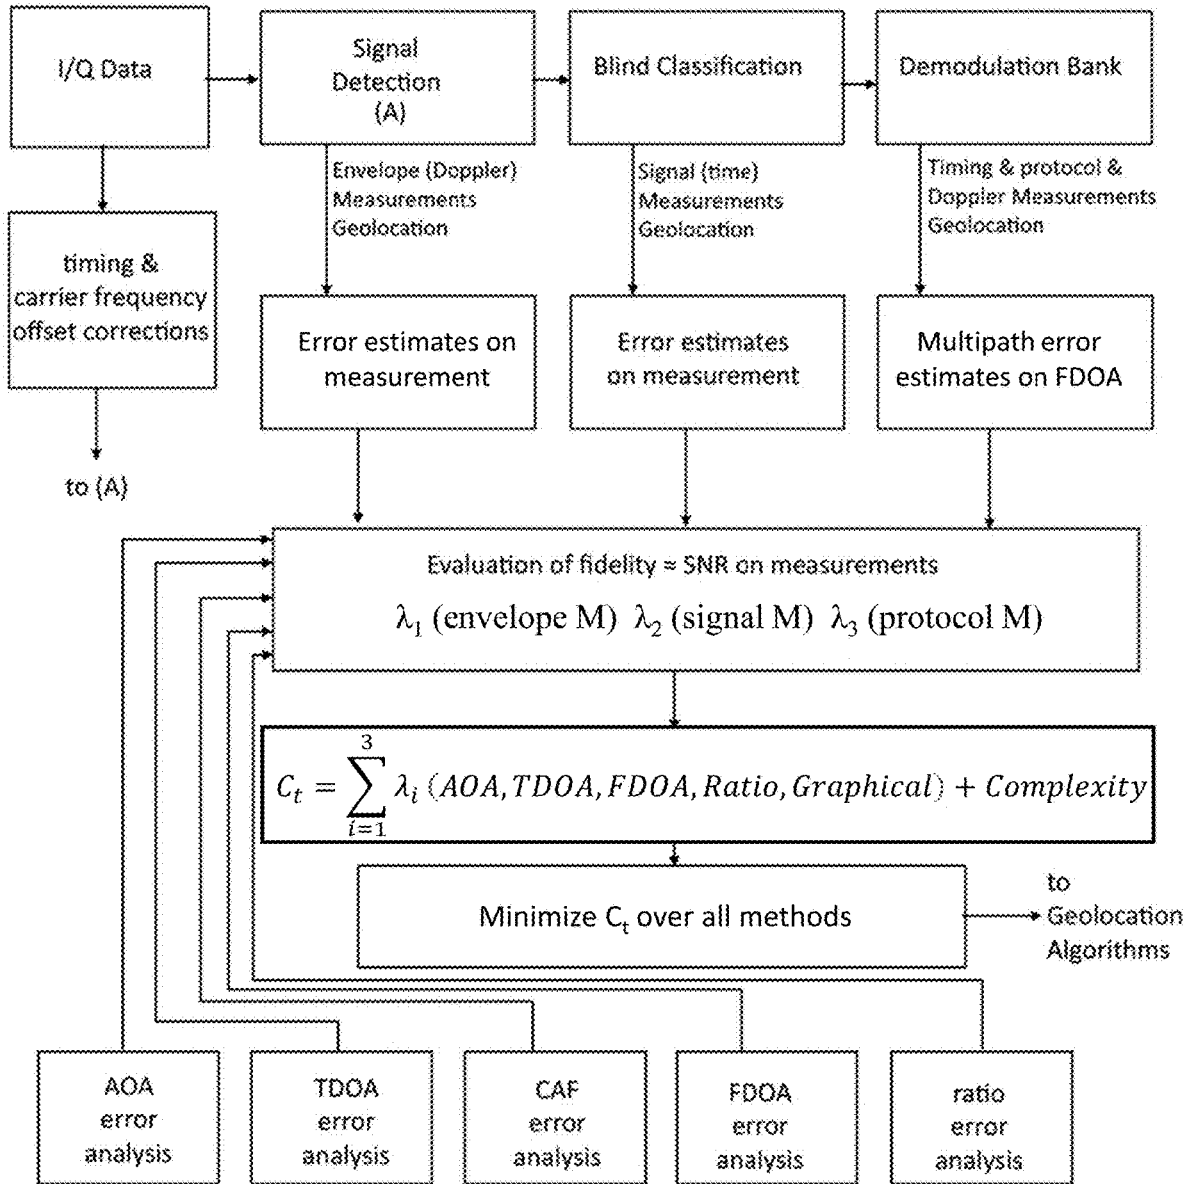 I/Q Data
Signal
Detection
(A)
Blind Classification
Demodulation Bank
Envelope (Doppler)
Measurements
Geolocation
Signal (time)
Measurements
Geolocation
Timing & protocol &
Doppler Measurements
Geolocation
timing &
carrier frequency
offset corrections
to (A)
Error estimates on
measurement
Error estimates
on measurement
Multipath error
estimates on FDOA
Evaluation of fidelity = SNR on measurements
λ₁ (envelope M) λ₂ (signal M) λ₃ (protocol M)
C_t = ∑_{i=1}^{3} λ_i (AOA, TDOA, FDOA, Ratio, Graphical) + Complexity
Minimize C_t over all methods
to
Geolocation
Algorithms
AOA
error
analysis
TDOA
error
analysis
CAF
error
analysis
FDOA
error
analysis
ratio
error
analysis